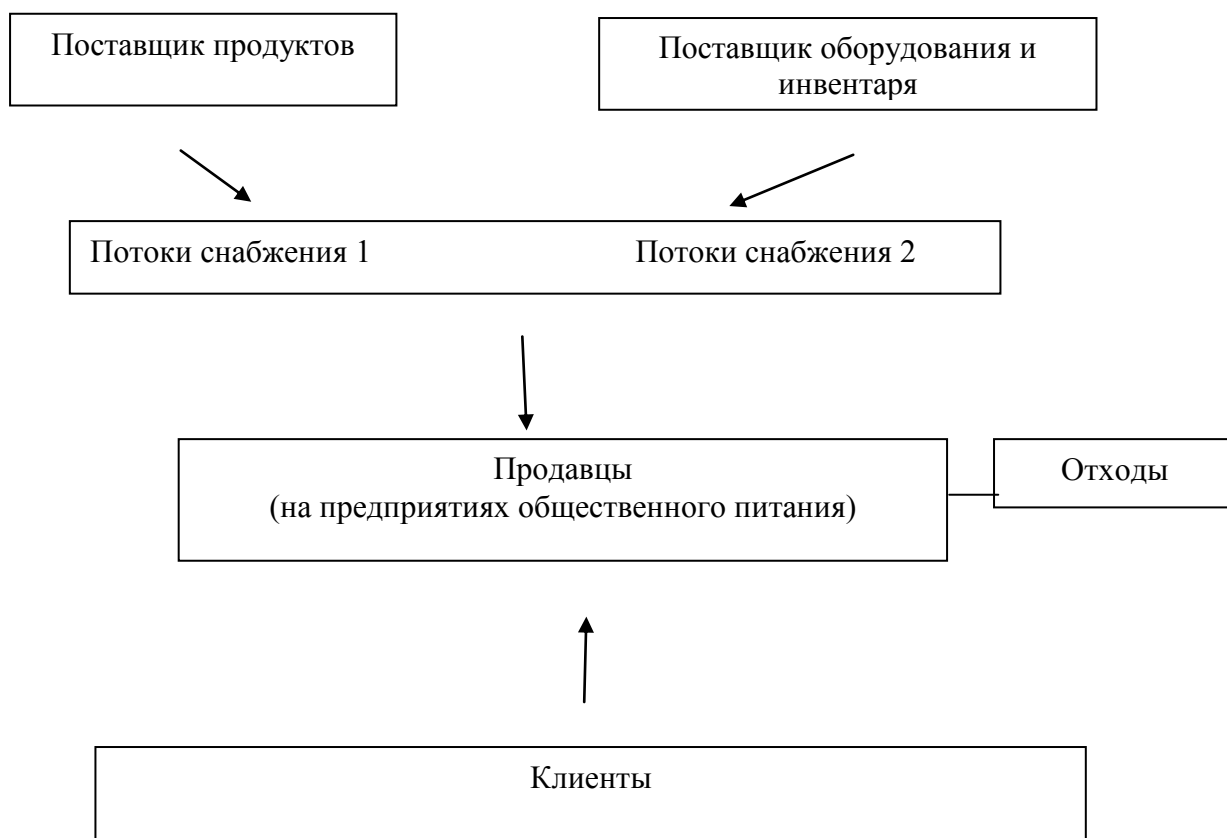 Поставщик продуктов
Поставщик оборудования и
инвентаря
Потоки снабжения 1
Потоки снабжения 2
Продавцы
(на предприятиях общественного питания)
Отходы
Клиенты